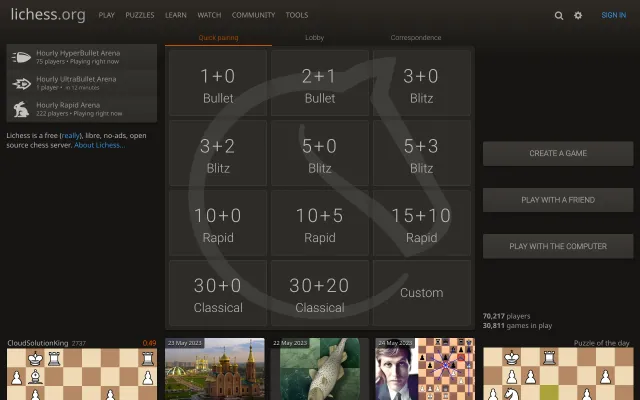 lichess.org
PLAY PUZZLES LEARN WATCH COMMUNITY TOOLS
SIGN IN
Hourly HyperBullet Arena
75 players • Playing right now
Hourly UltraBullet Arena
1 player • in 12 minutes
Hourly Rapid Arena
222 players • Playing right now
Lichess is a free (really), libre, no-ads, open
source chess server. About Lichess...
Quick pairing Lobby Correspondence
1+0
Bullet
2+1
Bullet
3+0
Blitz
3+2
Blitz
5+0
Blitz
5+3
Blitz
10+0
Rapid
10+5
Rapid
15+10
Rapid
30+0
Classical
30+20
Classical
Custom
CREATE A GAME
PLAY WITH A FRIEND
PLAY WITH THE COMPUTER
70,217 players
30,811 games in play
CloudSolutionKing 2737 0.49
23 May 2023
22 May 2023
24 May 2023
Puzzle of the day